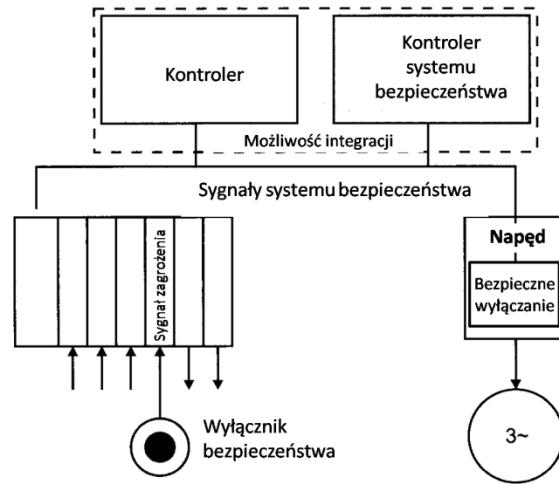 Kontroler
Kontroler
systemu
bezpieczeństwa
Możliwość integracji
Sygnały systemu bezpieczeństwa
Sygnał zagrożenia
Napęd
Bezpieczne
wyłączanie
Wyłącznik
bezpieczeństwa
3~